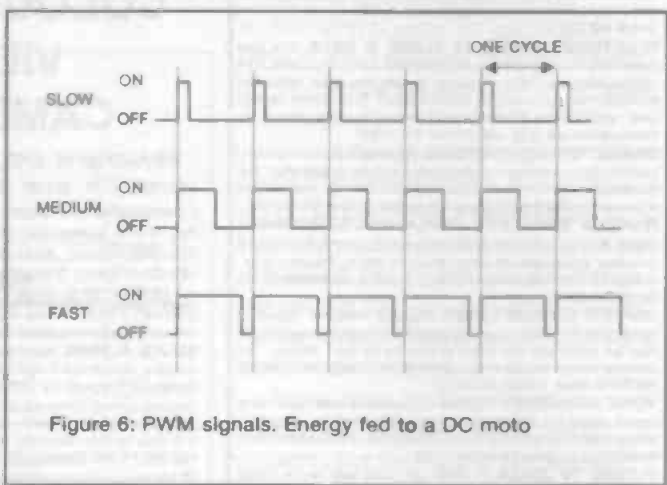 ONE CYCLE
ON
SLOW
OFF
ON
MEDIUM
OFF
ON
FAST
OFF
Figure 6: PWM signals. Energy fed to a DC moto